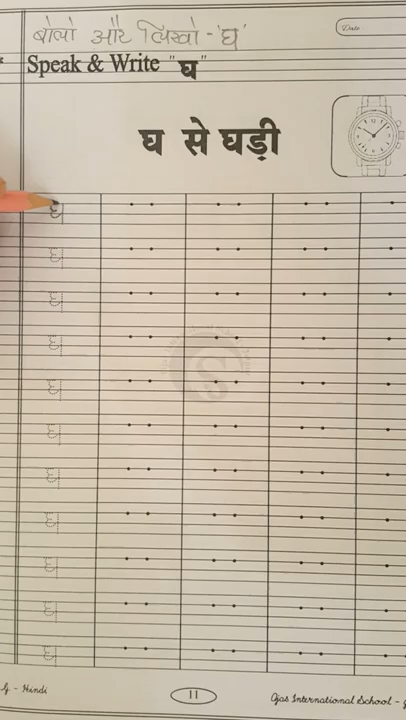 बोलो और लिखो - 'घ'
Date
Speak & Write "घ"
घ से घड़ी
घ
घ
घ
घ
घ
घ
घ
घ
घ
घ
घ
- Hindi
11
Ojas International School -